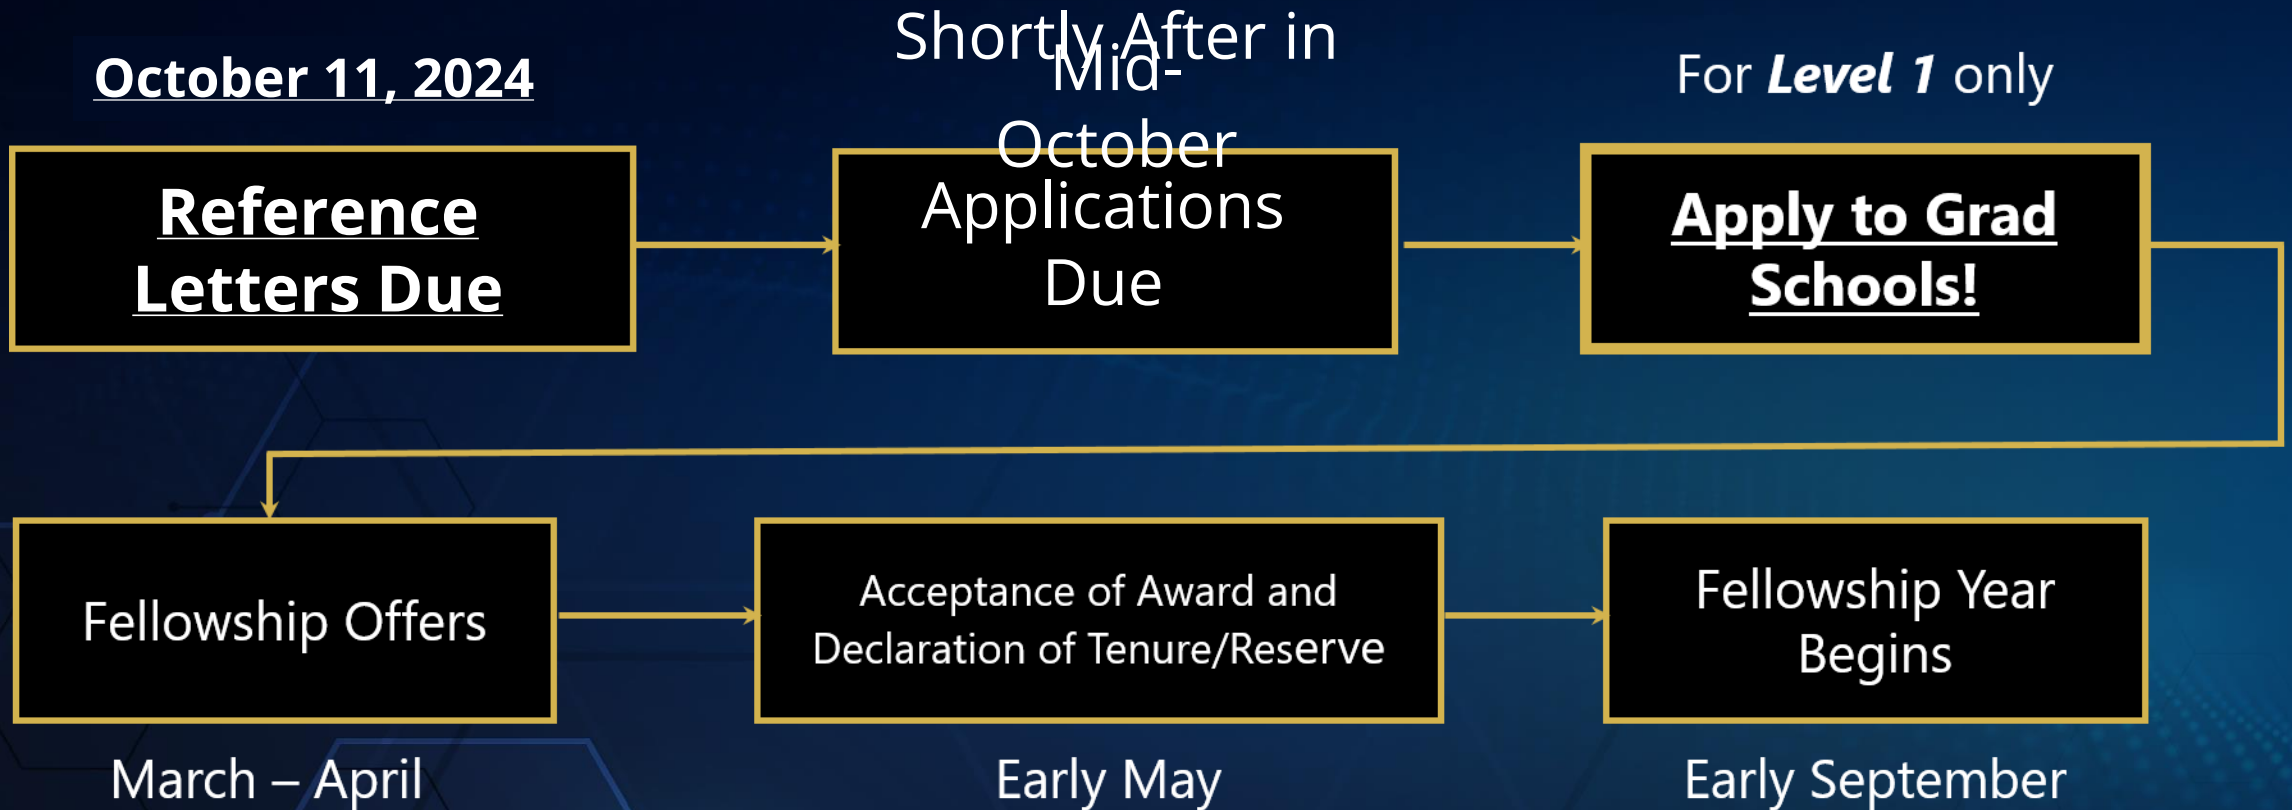 October 11, 2024
Shortly After in
Mid-
October
For Level 1 only
Reference
Letters Due
Applications
Due
Apply to Grad
Schools!
Fellowship Offers
Acceptance of Award and
Declaration of Tenure/Reserve
Fellowship Year
Begins
March – April
Early May
Early September